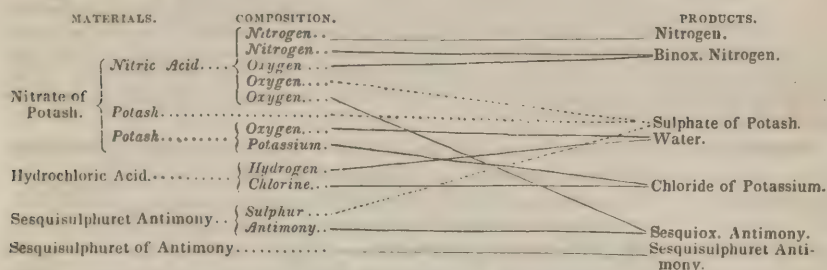 MATERIALS. COMPOSITION. PRODUCTS.
Nitrogen.. Nitrogen.
Nitrogen.. Binox. Nitrogen.
Nitric Acid.... Oxygen...
Oxygen....
Oxygen....
Nitrate of Potash.
Potash Sulphate of Potash.
Potash........ Oxygen.... Water.
Potassium.
Hydrochloric Acid......... Hydrogen
Chlorine... Chloride of Potassium.
Sesquisulphuret Antimony.. Sulphur...
Antimony.. Sesquiox. Antimony.
Sesquisulphuret of Antimony ............ Sesquisulphuret Anti-
mony.